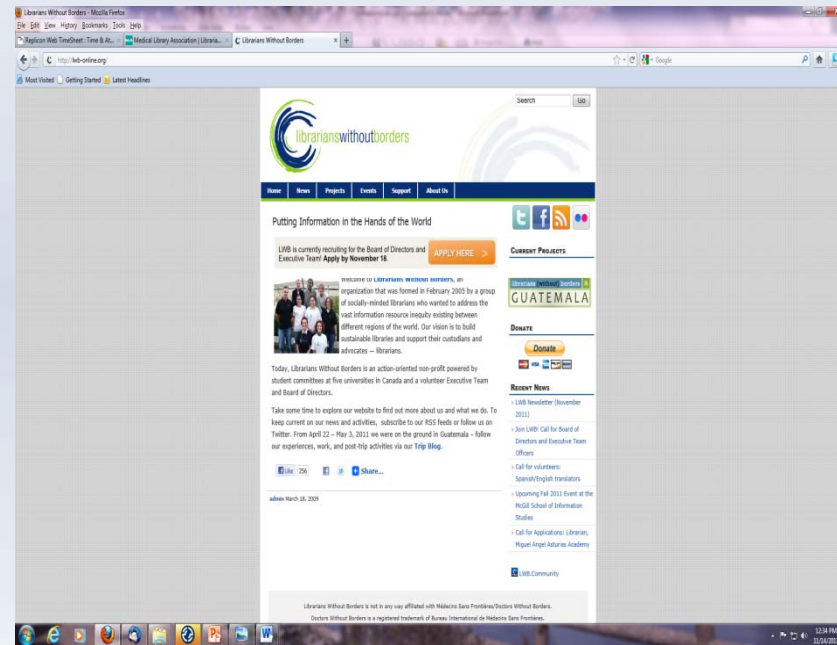 Librarians Without Borders - Mozilla Firefox
File Edit View History Bookmarks Tools Help
Replicon Web TimeSheet : Time & At...
Medical Library Association | Libraria...
Librarians Without Borders
http://lwb-online.org/
Google
Most Visited Getting Started Latest Headlines
Search Go
librarianswithoutborders
Home News Projects Events Support About Us
Putting Information in the Hands of the World
LWB is currently recruiting for the Board of Directors and
Executive Team! Apply by November 16.
APPLY HERE >
Welcome to Librarians Without Borders, an
organization that was formed in February 2005 by a group
of socially-minded librarians who wanted to address the
vast information resource inequity existing between
different regions of the world. Our vision is to build
sustainable libraries and support their custodians and
advocates — librarians.
Today, Librarians Without Borders is an action-oriented non-profit powered by
student committees at five universities in Canada and a volunteer Executive Team
and Board of Directors.
Take some time to explore our website to find out more about us and what we do. To
keep current on our news and activities, subscribe to our RSS feeds or follow us on
Twitter. From April 22 – May 3, 2011 we were on the ground in Guatemala – follow
our experiences, work, and post-trip activities via our Trip Blog.
Like 256 Share...
admin March 18, 2009
CURRENT PROJECTS
librarians (without) borders
GUATEMALA
DONATE
Donate
VISA
RECENT NEWS
» LWB Newsletter (November
2011)
» Join LWB! Call for Board of
Directors and Executive Team
Officers
» Call for volunteers:
Spanish/English translators
» Upcoming Fall 2011 Event at the
McGill School of Information
Studies
» Call for Applications: Librarian,
Miguel Angel Asturias Academy
LWB Community
Librarians Without Borders is not in any way affiliated with Médecins Sans Frontières/Doctors Without Borders.
Doctors Without Borders is a registered trademark of Bureau International de Médecins Sans Frontières.
12:34 PM